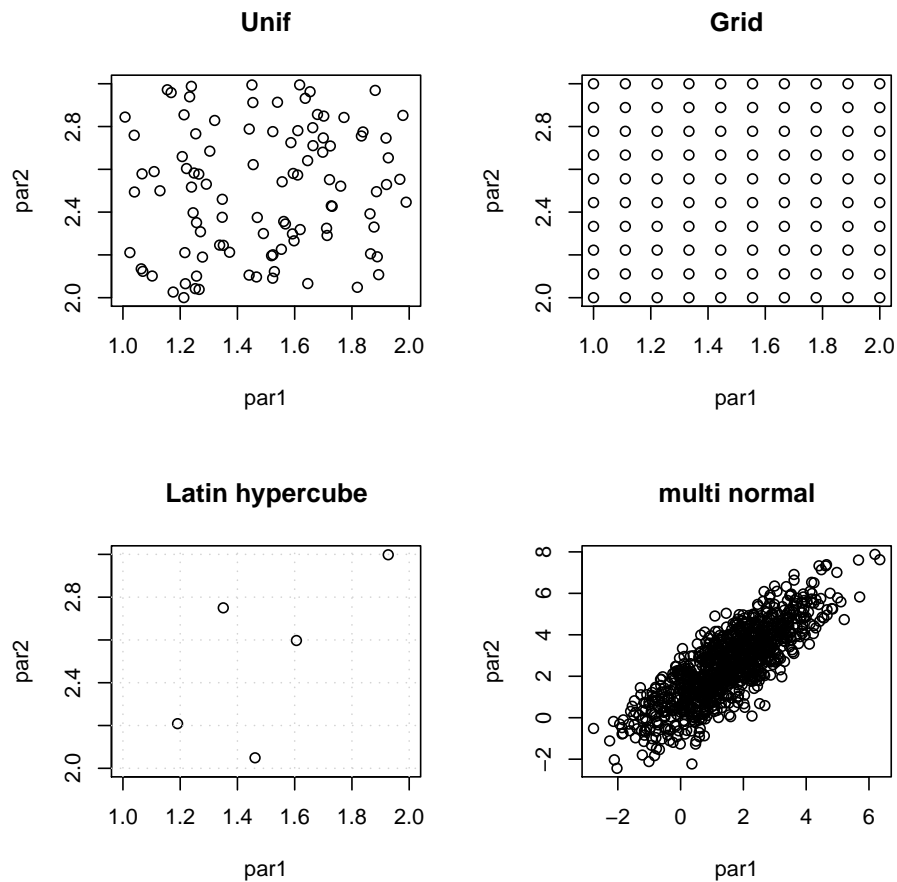 Unif
par2
2.0 2.4 2.8
1.0 1.2 1.4 1.6 1.8 2.0
par1
Grid
par2
2.0 2.4 2.8
1.0 1.2 1.4 1.6 1.8 2.0
par1
Latin hypercube
par2
2.0 2.4 2.8
1.0 1.2 1.4 1.6 1.8 2.0
par1
multi normal
par2
−2 0 2 4 6 8
−2 0 2 4 6
par1